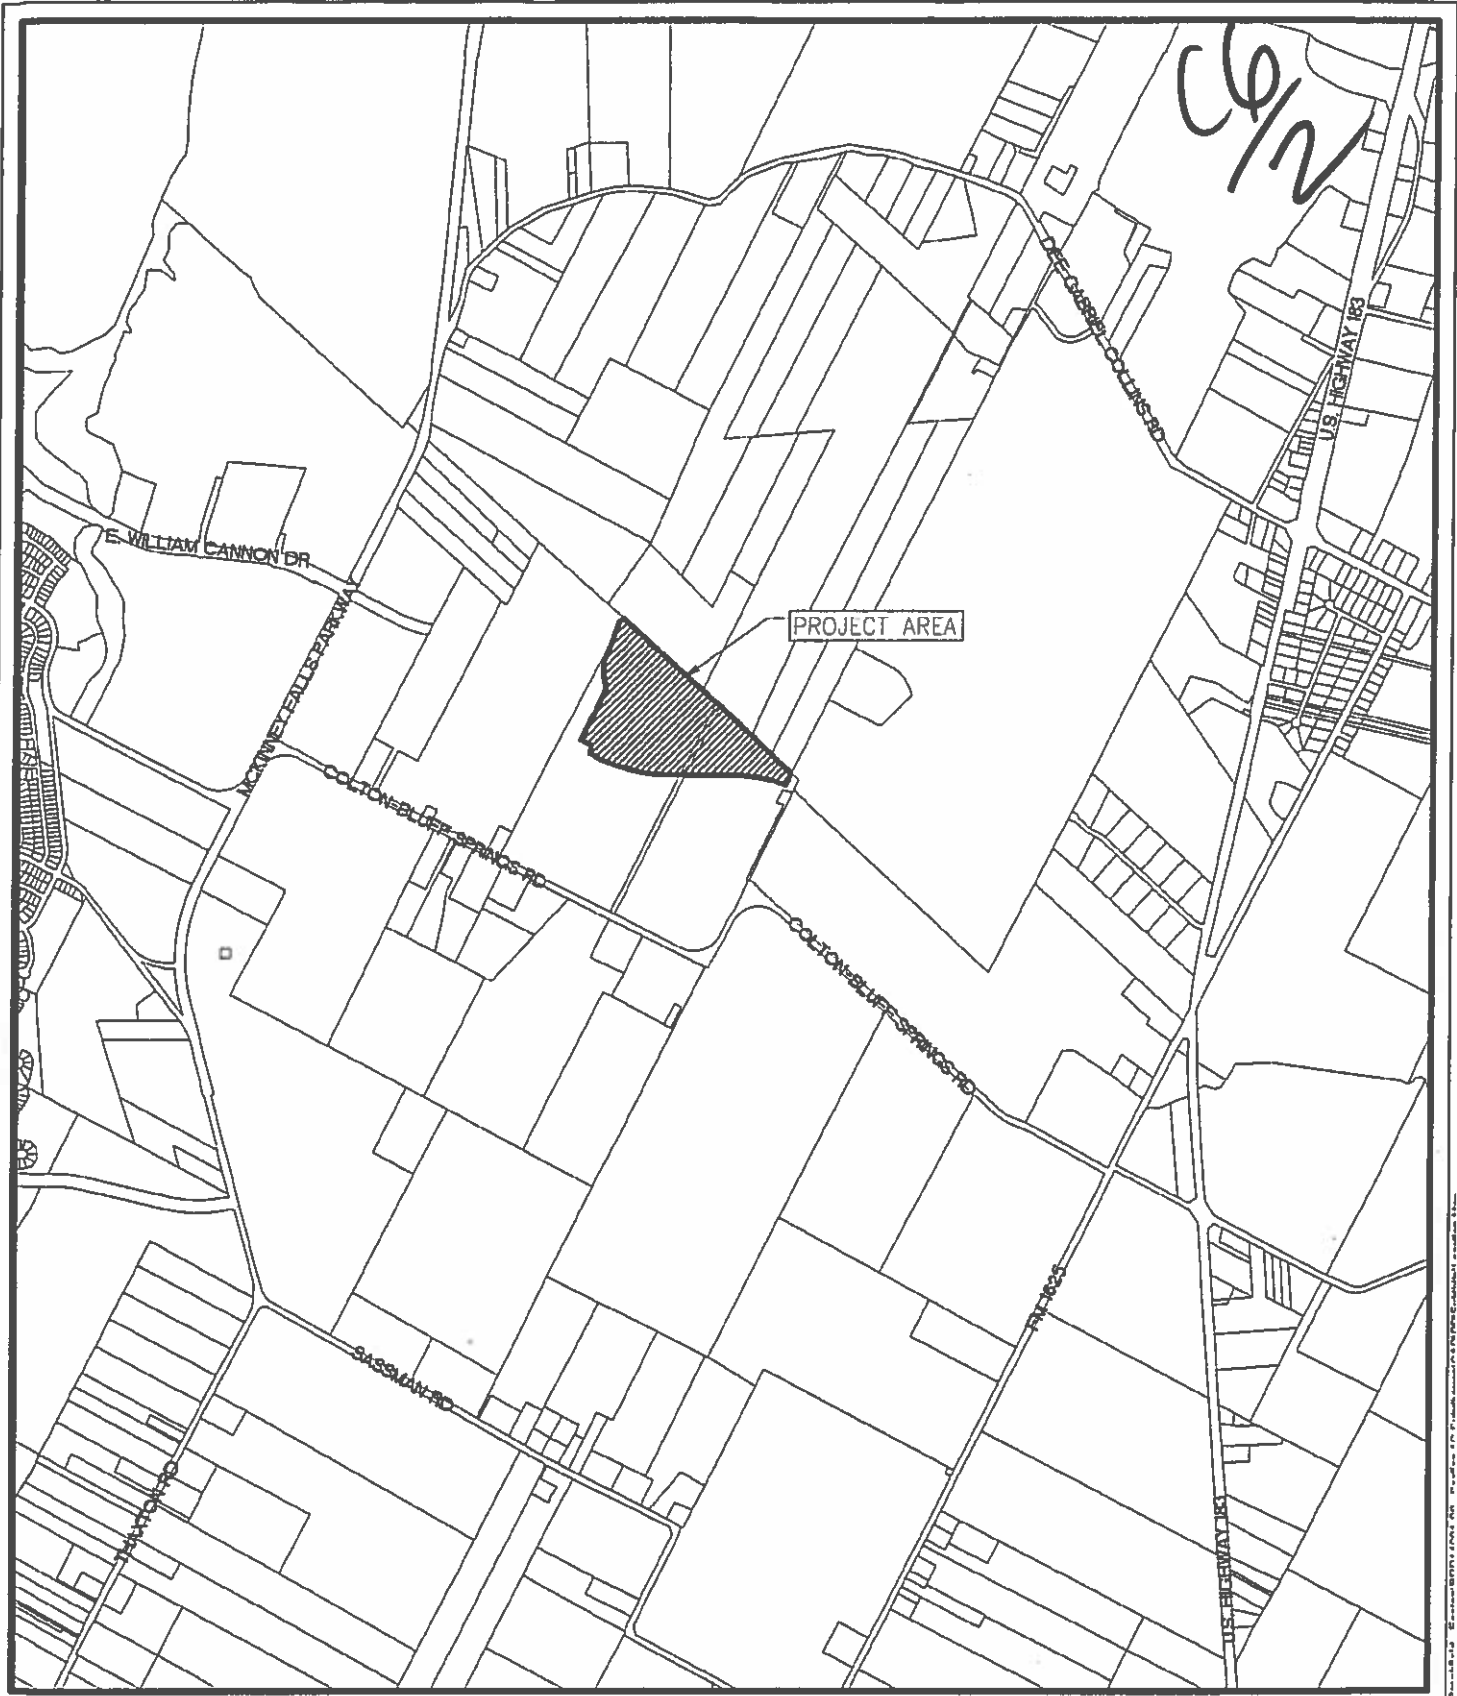 C6/2
DEE GABRIEL COLLINS RD
U.S. HIGHWAY 183
E. WILLIAM CANNON DR
MCKINNEY FALLS PARKWAY
PROJECT AREA
COLTON-BLUFF SPRINGS RD
COLTON-BLUFF SPRINGS RD
FM 1625
SASSMAN RD
THAXTON RD
U.S. HIGHWAY 183